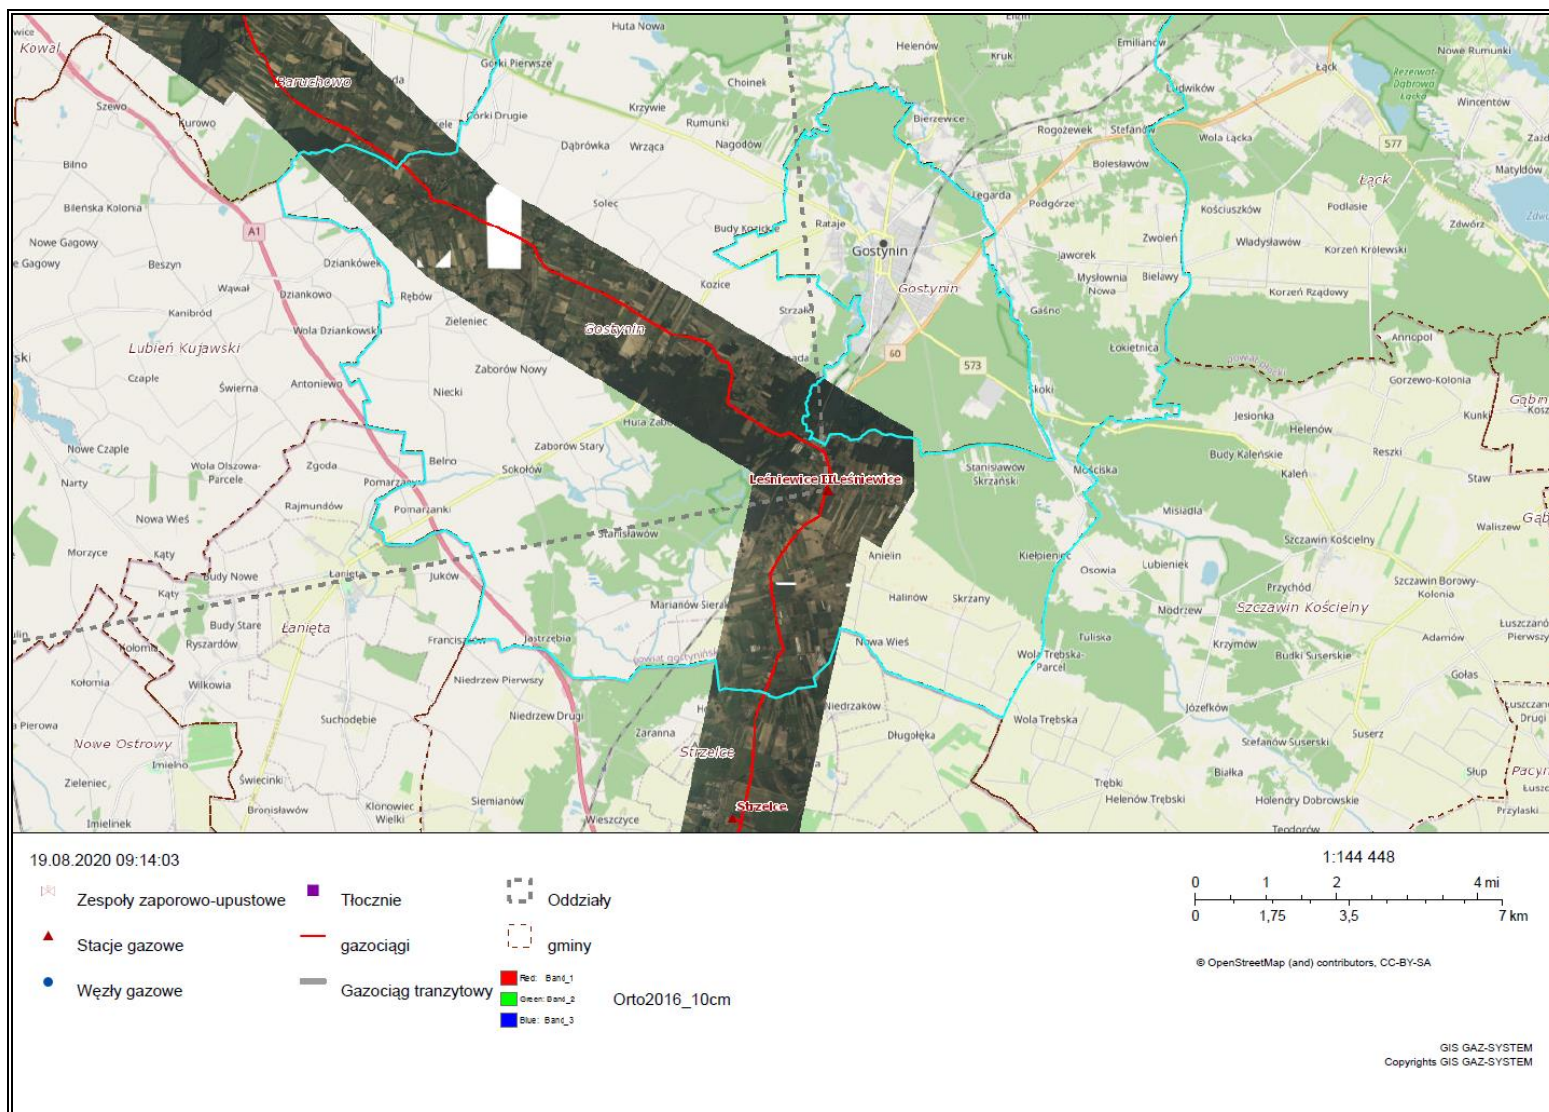 wice
Kowal
Szewo
Kurowo
Baruchowo
Górki Pierwsze
Górki Drugie
Huta Nowa
Choinek
Krzywie
Rumunki
Nagodów
Dąbrówka
Wrząca
Helenów
Kruk
Emilianów
Łąck
Nowe Rumunki
Rezerwat
Dąbrowa
Łącka
Wincentów
Ludwików
Bierzewice
Rogożewek
Stefanów
Wola Łącka
577
Bolesławów
Łąck
Matyldów
Bilno
Bileńska Kolonia
A1
Nowe Gagowy
e Gagowy
Beszyn
Dziankówek
Solec
Budy Kozickie
Rataje
Gostynin
Legarda
Podgórze
Kościuszków
Podlasie
Zdwórz
Zwoleń
Władysławów
Korzeń Królewski
Jaworek
Wąwał
Dziankowo
Rębów
Kozice
Gostynin
Mysłownia
Nowa
Bielawy
Korzeń Rządowy
Kanibród
Zieleniec
Strzałki
Gaśno
Wola Dziankowska
Gostynin
Lubień Kujawski
Łokietnica
Annopol
60
573
Czaple
Świerna
Antoniewo
Niecki
Zaborów Nowy
Skoki
Gorzewo-Kolonia
Gąbin
Jesionka
Kunki
Helenów
Nowe Czaple
Zaborów Stary
Belno
Sokołów
Reszki
Budy Kaleńskie
Wola Olszowa-
Parcele
Zgoda
Pomarzany
Narty
Leśniewice II
Leśniewice
Stanisławów
Skrzański
Mościska
Kaleń
Staw
Rajmundów
Pomarzanki
Nowa Wieś
Misiadla
Waliszew
Stanisławów
Szczawin Kościelny
Morzyce
Kąty
Anielin
Kiełpieniec
Osowia
Lubieniek
Budy Nowe
Kąty
Łanięta
Juków
Przychód
Szczawin Borowy-
Kolonia
Halinów
Skrzany
Modrzew
Szczawin Kościelny
Budy Stare
Łanięta
Jastrzębia
Nowa Wieś
Tuliska
Krzymów
Adamów
Kołomia
Ryszardów
Wola Trębska-
Parcel
Budki Suserskie
Niedrzew Pierwszy
Gołas
Kołomia
Wilkowia
Józefków
Suchodębie
Niedrzew Drugi
Niedrzaków
Wola Trębska
a Pierowa
Zaranna
Długołęka
Suserz
Nowe Ostrowy
Strzelce
Stefanów Suserski
Imielno
Zieleniec
Świecinki
Trębki
Białka
Słup
Siemianów
Klonowiec
Wielki
Helenów Trębski
Holendry Dobrowskie
Bronisławów
Strzelce
Imielinek
Wieszczyce
Teodorów
Przylaski
19.08.2020 09:14:03
Zespoły zaporowo-upustowe
Tłocznie
Oddziały
Stacje gazowe
gazociągi
gminy
Węzły gazowe
Gazociąg tranzytowy
Red: Band_1
Green: Band_2
Blue: Band_3
Orto2016_10cm
1:144 448
0 1 2 4 mi
0 1,75 3,5 7 km
© OpenStreetMap (and) contributors, CC-BY-SA
GIS GAZ-SYSTEM
Copyrights GIS GAZ-SYSTEM